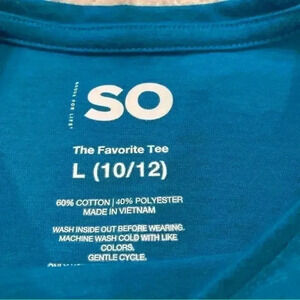 SO
The Favorite Tee
L (10/12)
60% COTTON | 40% POLYESTER
MADE IN VIETNAM
WASH INSIDE OUT BEFORE WEARING.
MACHINE WASH COLD WITH LIKE
COLORS.
GENTLE CYCLE.